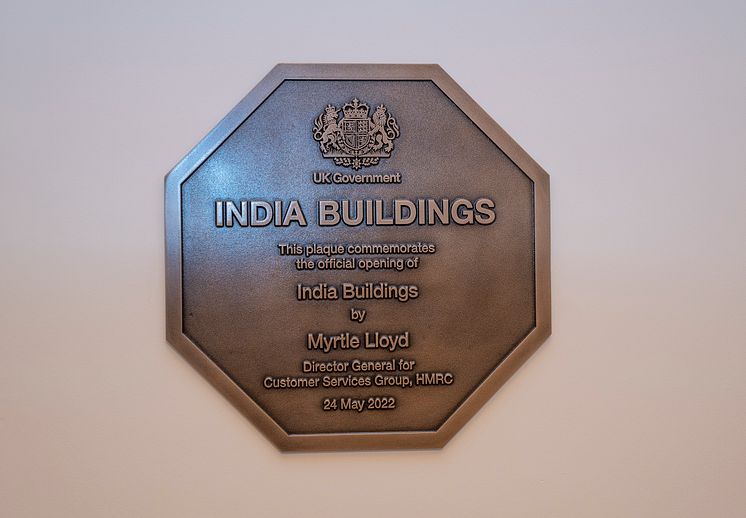 UK Government
INDIA BUILDINGS
This plaque commemorates
the official opening of
India Buildings
by
Myrtle Lloyd
Director General for
Customer Services Group, HMRC
24 May 2022